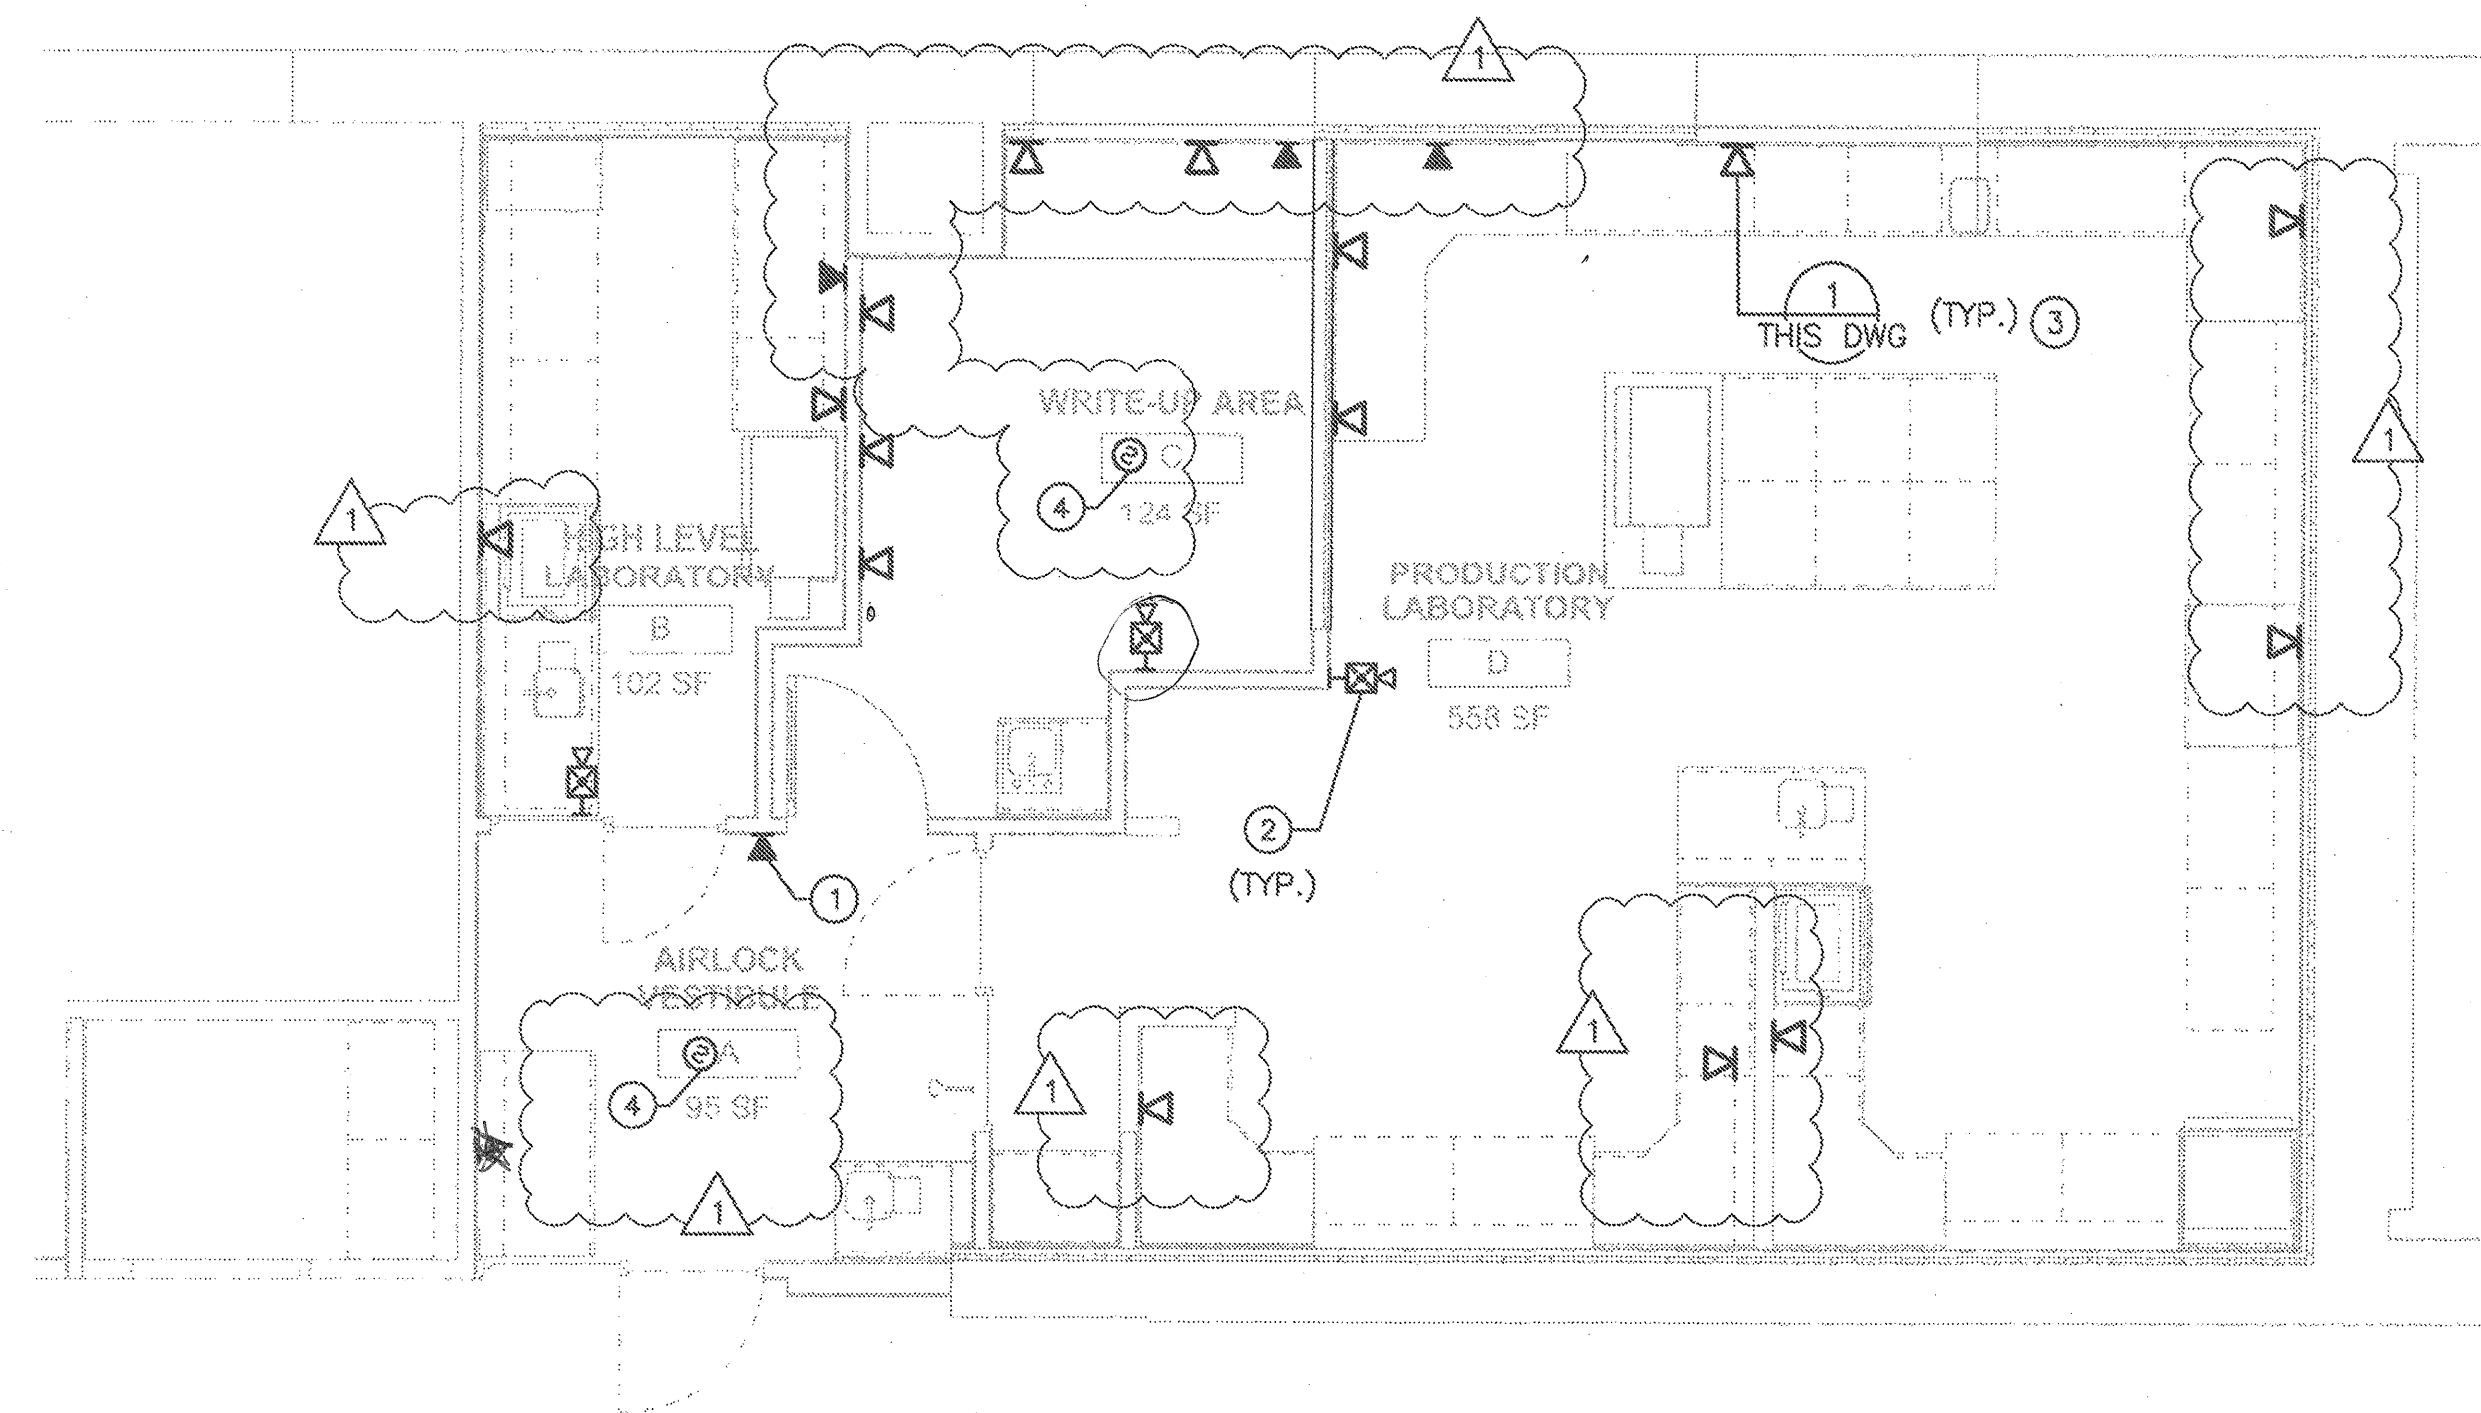 1
1
THIS DWG
(TYP.)
3
WRITE-UP AREA
C
4
124 SF
1
1
HIGH LEVEL
LABORATORY
B
102 SF
PRODUCTION
LABORATORY
D
558 SF
2
(TYP.)
1
AIRLOCK
VESTIBULE
A
4
95 SF
1
1
1